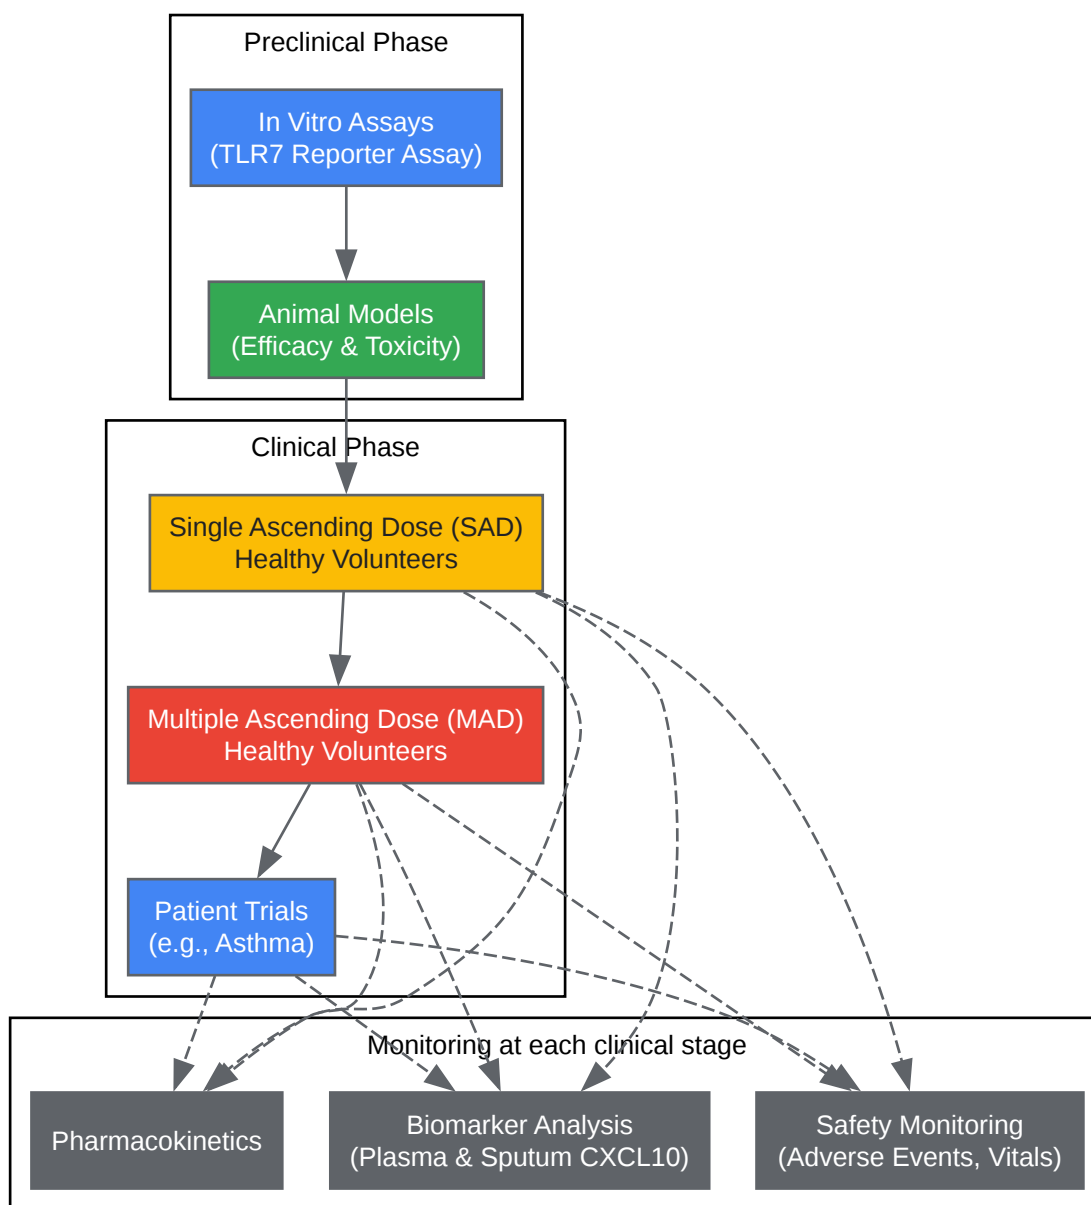 Preclinical Phase
In Vitro Assays
(TLR7 Reporter Assay)
Animal Models
(Efficacy & Toxicity)
Clinical Phase
Single Ascending Dose (SAD)
Healthy Volunteers
Multiple Ascending Dose (MAD)
Healthy Volunteers
Patient Trials
(e.g., Asthma)
Monitoring at each clinical stage
Pharmacokinetics
Biomarker Analysis
(Plasma & Sputum CXCL10)
Safety Monitoring
(Adverse Events, Vitals)